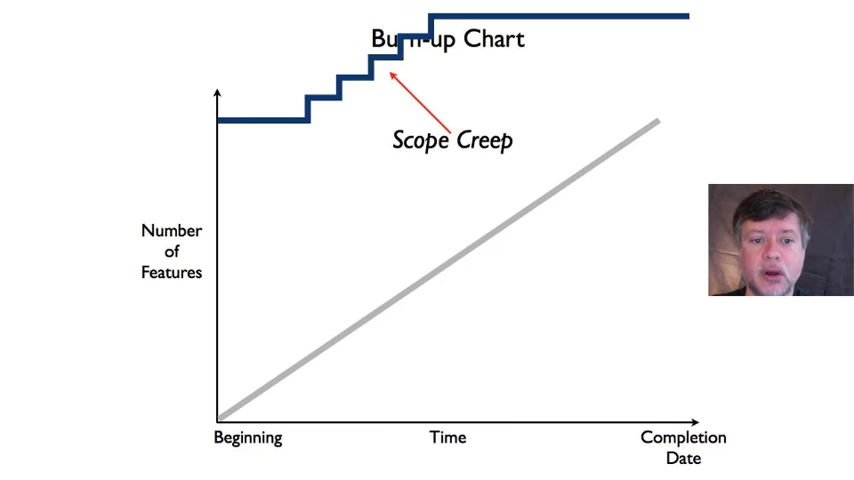 Burn-up Chart
Scope Creep
Number
of
Features
Beginning
Time
Completion
Date